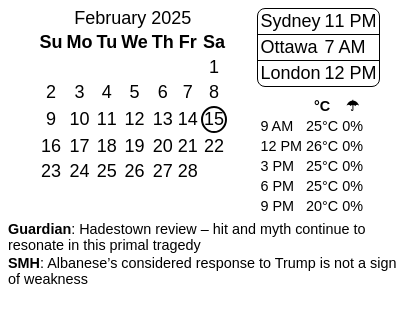 February 2025
Su Mo Tu We Th Fr Sa
1
2 3 4 5 6 7 8
9 10 11 12 13 14 15
16 17 18 19 20 21 22
23 24 25 26 27 28
Sydney 11 PM
Ottawa 7 AM
London 12 PM
°C ☂
9 AM 25°C 0%
12 PM 26°C 0%
3 PM 25°C 0%
6 PM 25°C 0%
9 PM 20°C 0%
Guardian: Hadestown review – hit and myth continue to
resonate in this primal tragedy
SMH: Albanese’s considered response to Trump is not a sign
of weakness